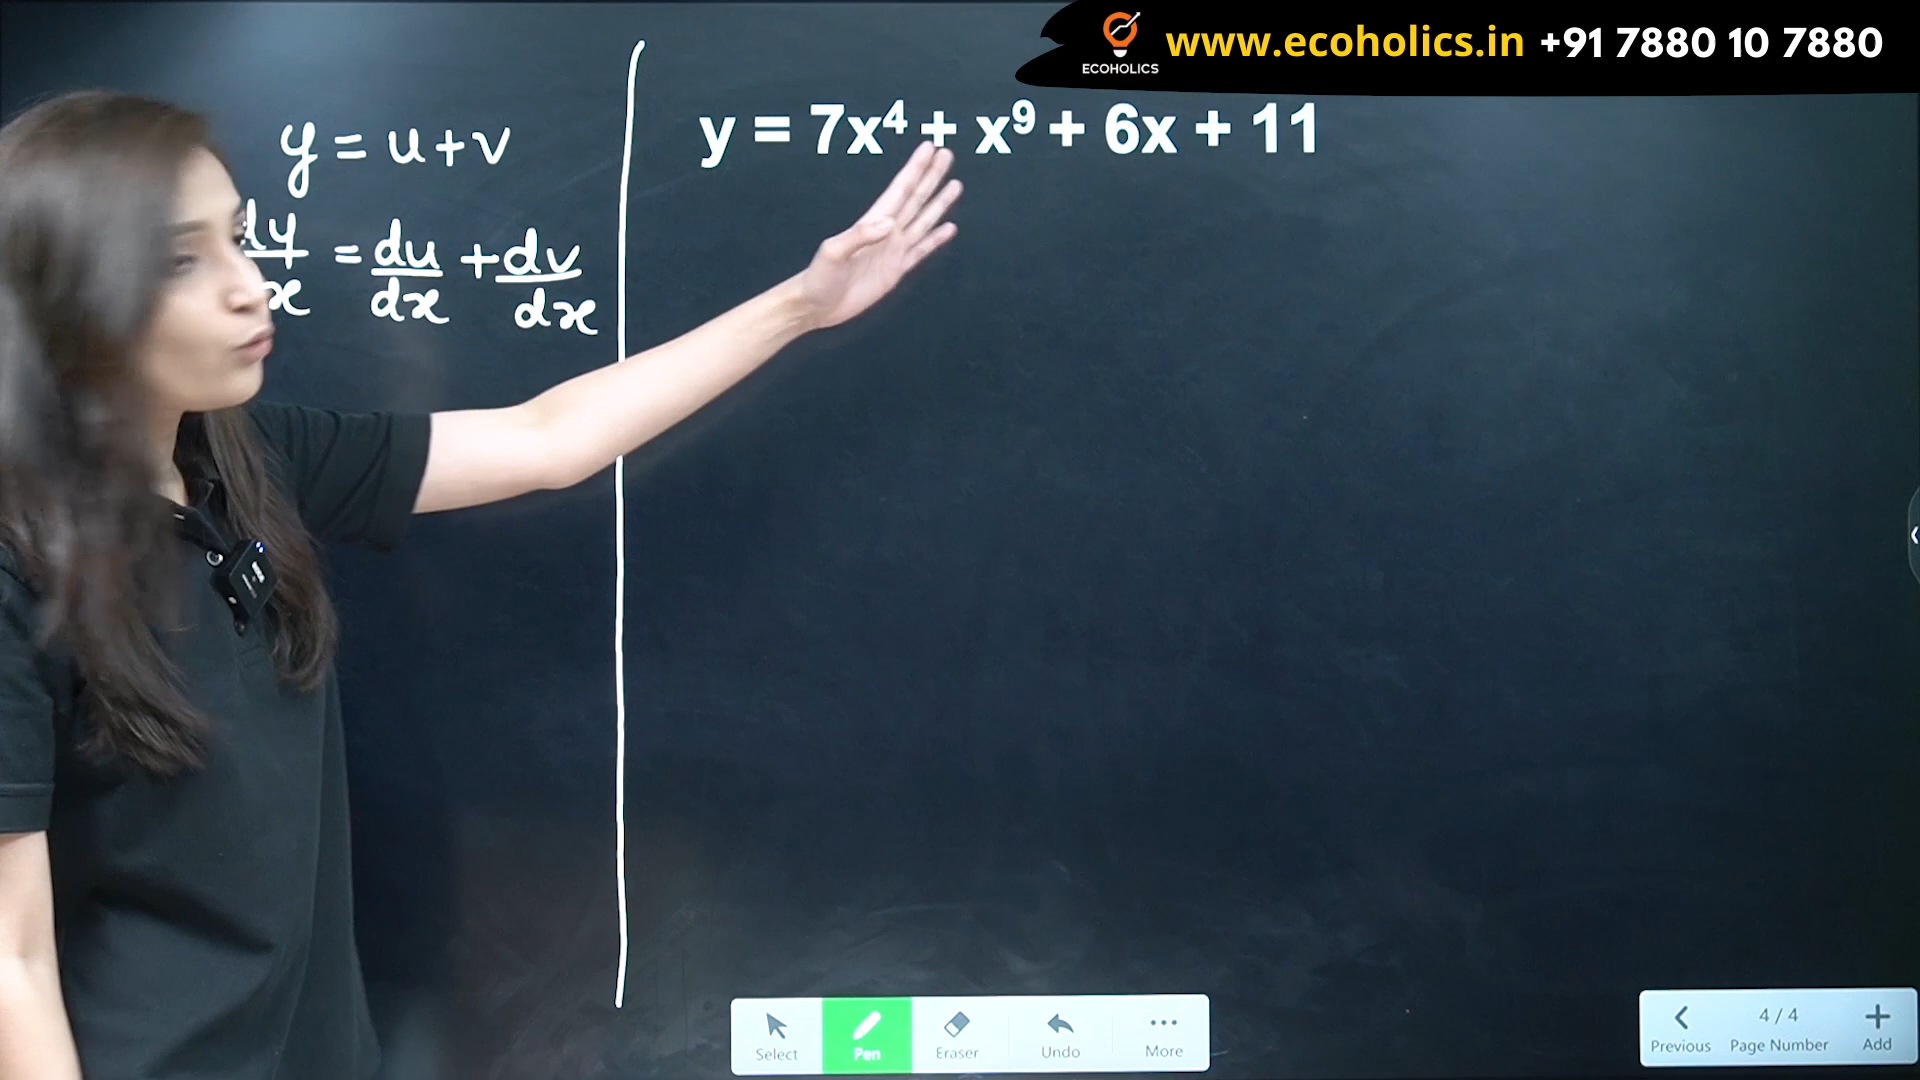 ECOHOLICS
www.ecoholics.in +91 7880 10 7880
y = u + v
dy/dx = du/dx + dv/dx
y = 7x⁴ + x⁹ + 6x + 11
Select
Pen
Eraser
Undo
More
Previous
4 / 4
Page Number
Add